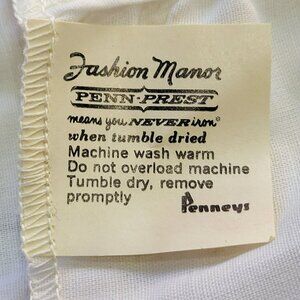 Fashion Manor
PENN-PREST
means you NEVER iron®
when tumble dried
Machine wash warm
Do not overload machine
Tumble dry, remove
promptly
Penneys